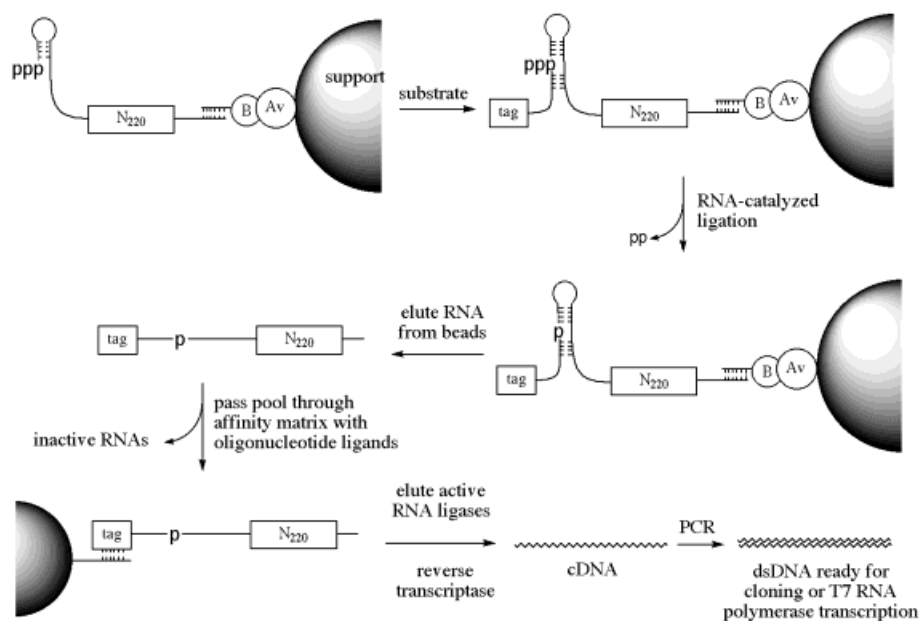 ppp
N220
B
Av
support
substrate
ppp
tag
N220
B
Av
RNA-catalyzed
ligation
pp
tag
p
N220
elute RNA
from beads
p
tag
N220
B
Av
pass pool through
affinity matrix with
oligonucleotide ligands
inactive RNAs
tag
p
N220
elute active
RNA ligases
reverse
transcriptase
cDNA
PCR
dsDNA ready for
cloning or T7 RNA
polymerase transcription